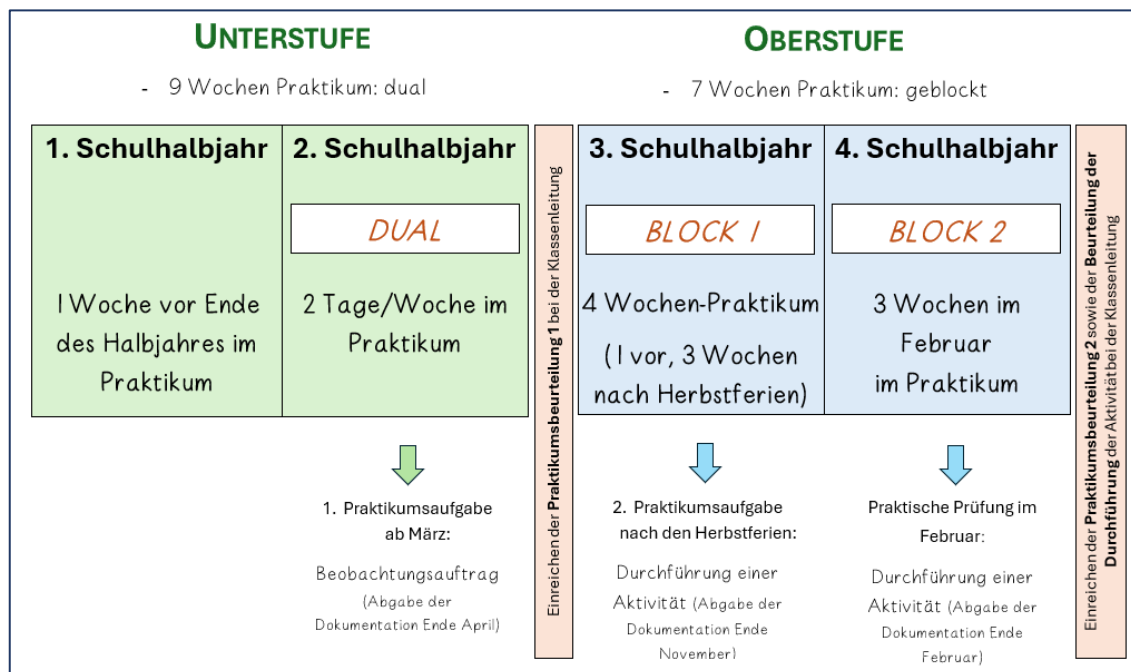 UNTERSTUFE
- 9 Wochen Praktikum: dual
1. Schulhalbjahr
1 Woche vor Ende
des Halbjahres im
Praktikum
2. Schulhalbjahr
DUAL
2 Tage/Woche im
Praktikum
1. Praktikumsaufgabe
ab März:
Beobachtungsauftrag
(Abgabe der
Dokumentation Ende April)
Einreichen der Praktikumsbeurteilung 1 bei der Klassenleitung
OBERSTUFE
- 7 Wochen Praktikum: geblockt
3. Schulhalbjahr
BLOCK 1
4 Wochen-Praktikum
(1 vor, 3 Wochen
nach Herbstferien)
2. Praktikumsaufgabe
nach den Herbstferien:
Durchführung einer
Aktivität (Abgabe der
Dokumentation Ende
November)
4. Schulhalbjahr
BLOCK 2
3 Wochen im
Februar
im Praktikum
Praktische Prüfung im
Februar:
Durchführung einer
Aktivität (Abgabe der
Dokumentation Ende
Februar)
Einreichen der Praktikumsbeurteilung 2 sowie der Beurteilung der
Durchführung der Aktivität bei der Klassenleitung